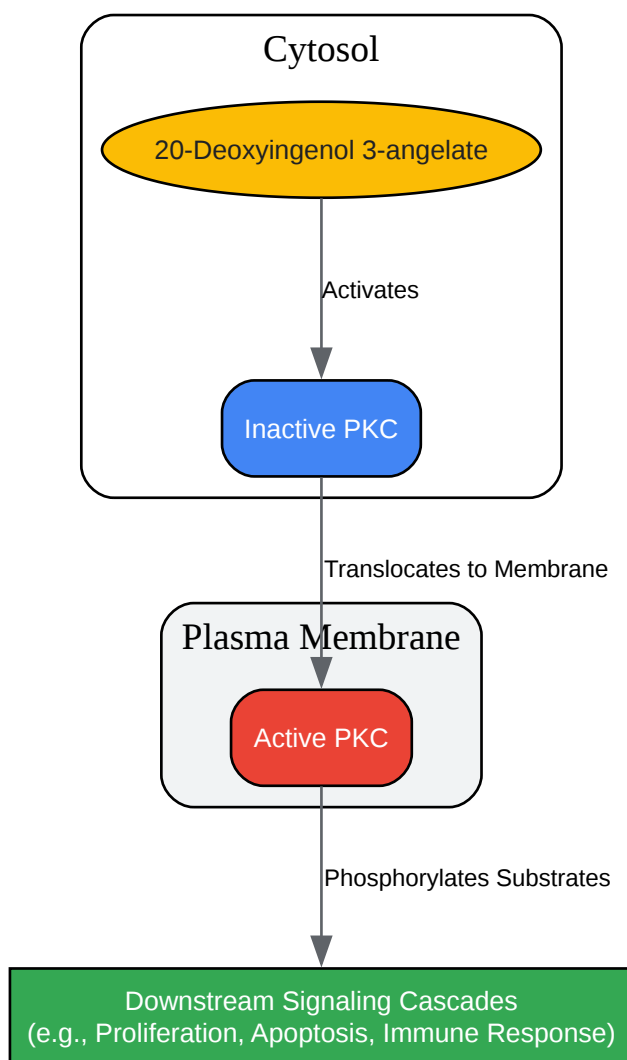 Cytosol
20-Deoxyingenol 3-angelate
Activates
Inactive PKC
Translocates to Membrane
Plasma Membrane
Active PKC
Phosphorylates Substrates
Downstream Signaling Cascades
(e.g., Proliferation, Apoptosis, Immune Response)